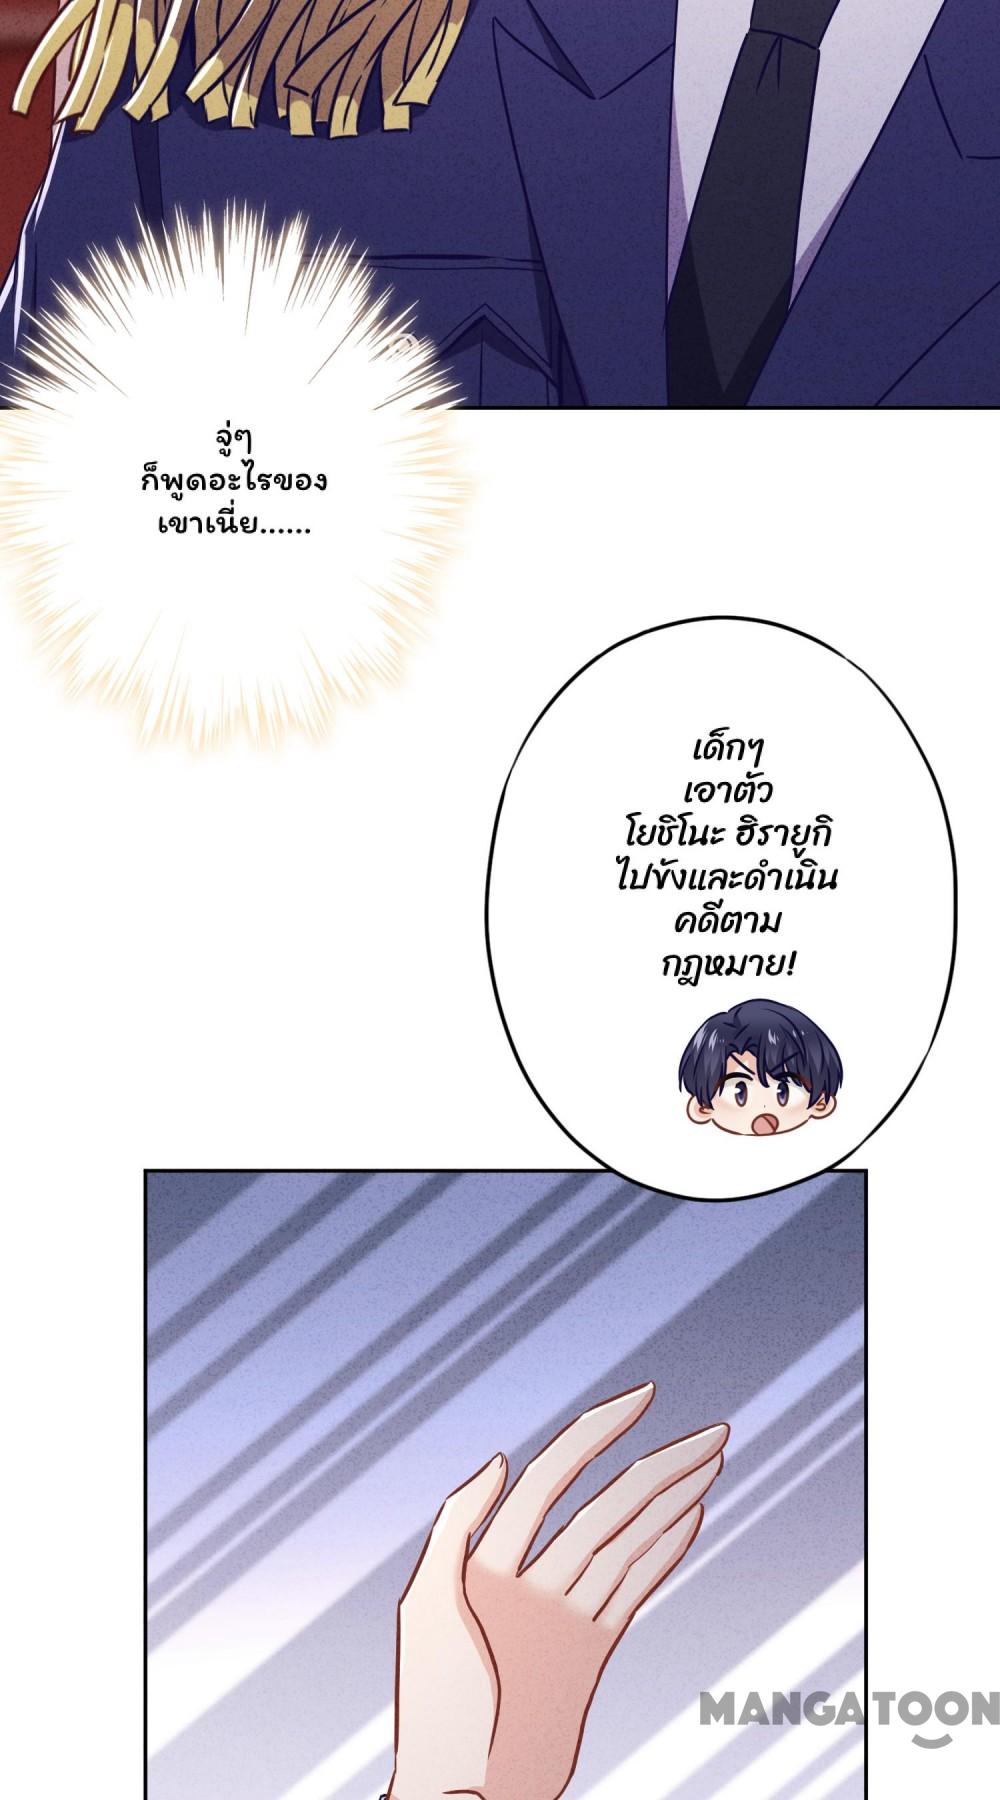 จู่ๆ
ก็พูดอะไรของ
เขาเนี่ย......
เด็กๆ
เอาตัว
โยชิโนะ ฮิรายูกิ
ไปขังและดำเนิน
คดีตาม
กฎหมาย!
MANGATOON